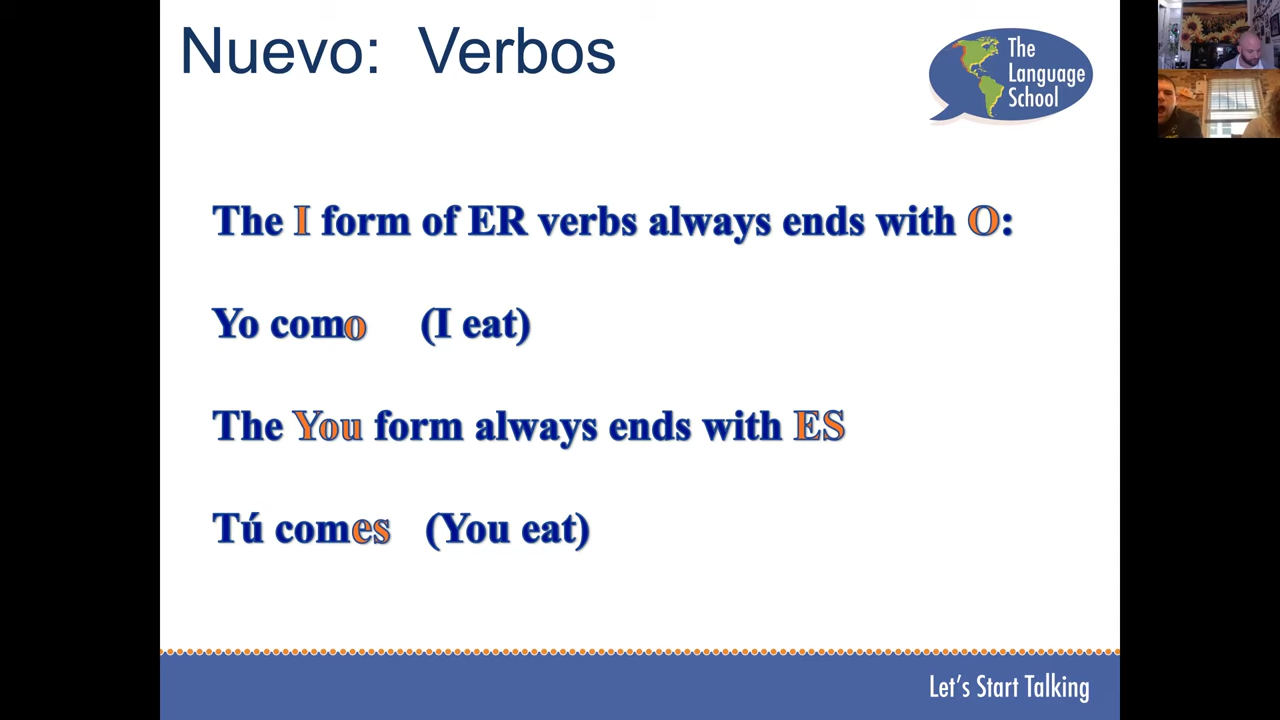 Nuevo: Verbos
The
Language
School
The I form of ER verbs always ends with O:
Yo como (I eat)
The You form always ends with ES
Tú comes (You eat)
Let's Start Talking